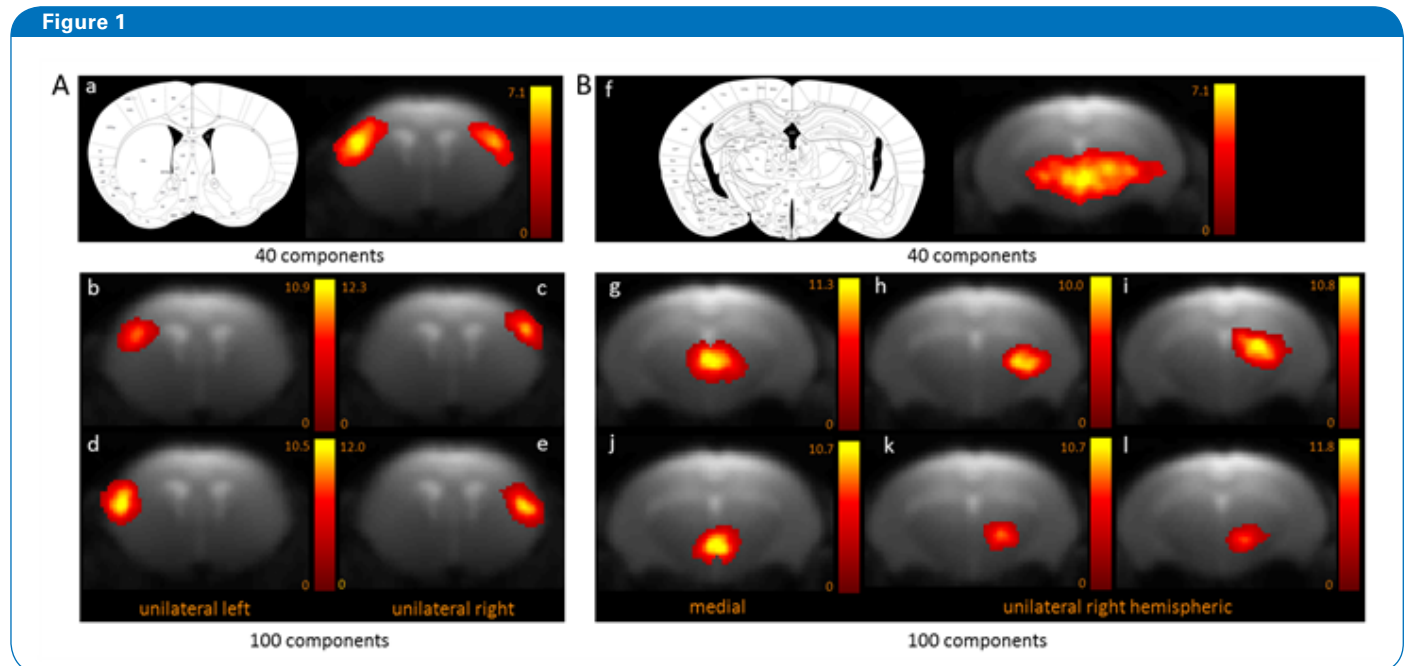 Figure 1
A
a
7.1
0
40 components
B
f
7.1
0
40 components
b
10.9
0
12.3
c
0
d
10.5
0
12.0
e
0
unilateral left
unilateral right
100 components
g
11.3
0
h
10.0
0
i
10.8
0
j
10.7
0
k
10.7
0
l
11.8
0
medial
unilateral right hemispheric
100 components